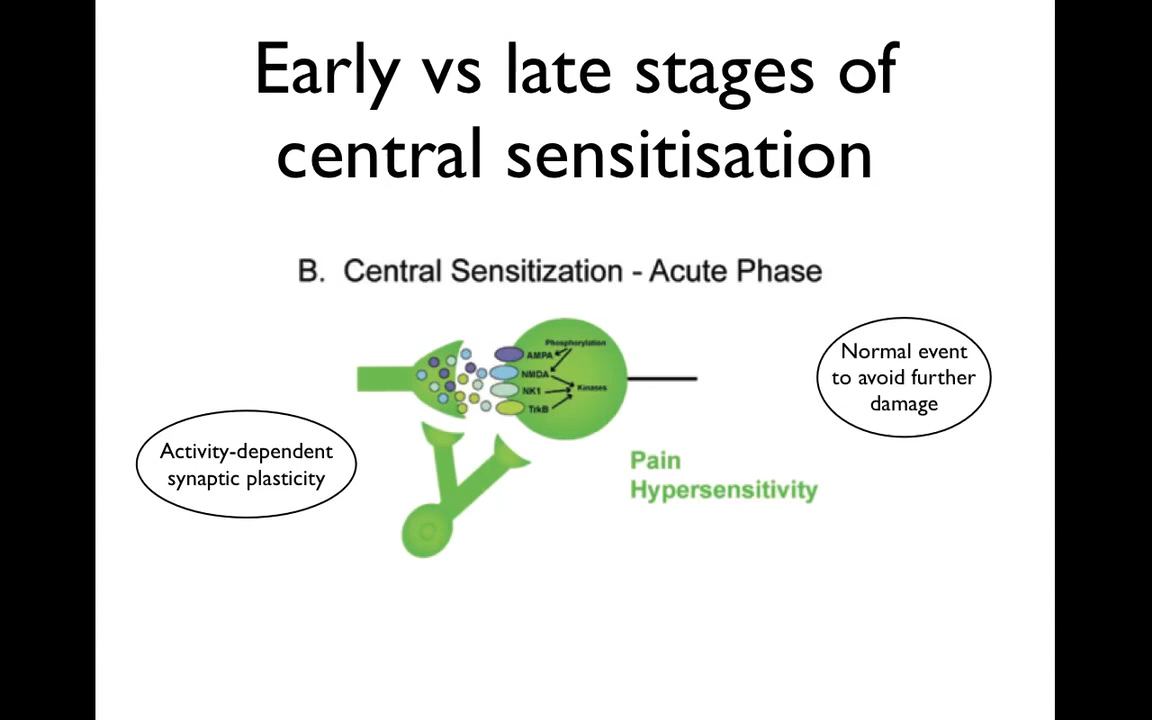 Early vs late stages of
central sensitisation
B. Central Sensitization - Acute Phase
Phosphorylation
AMPA
NMDA
Kinases
NK1
TrkB
Normal event
to avoid further
damage
Activity-dependent
synaptic plasticity
Pain
Hypersensitivity